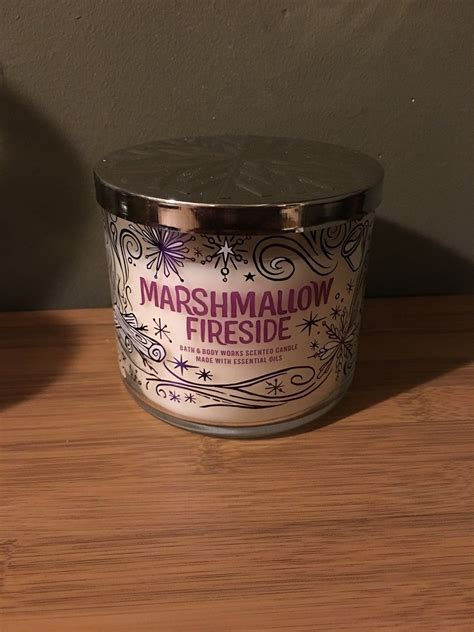 MARSHMALLOW
FIRESIDE
BATH & BODY WORKS SCENTED CANDLE
MADE WITH ESSENTIAL OILS